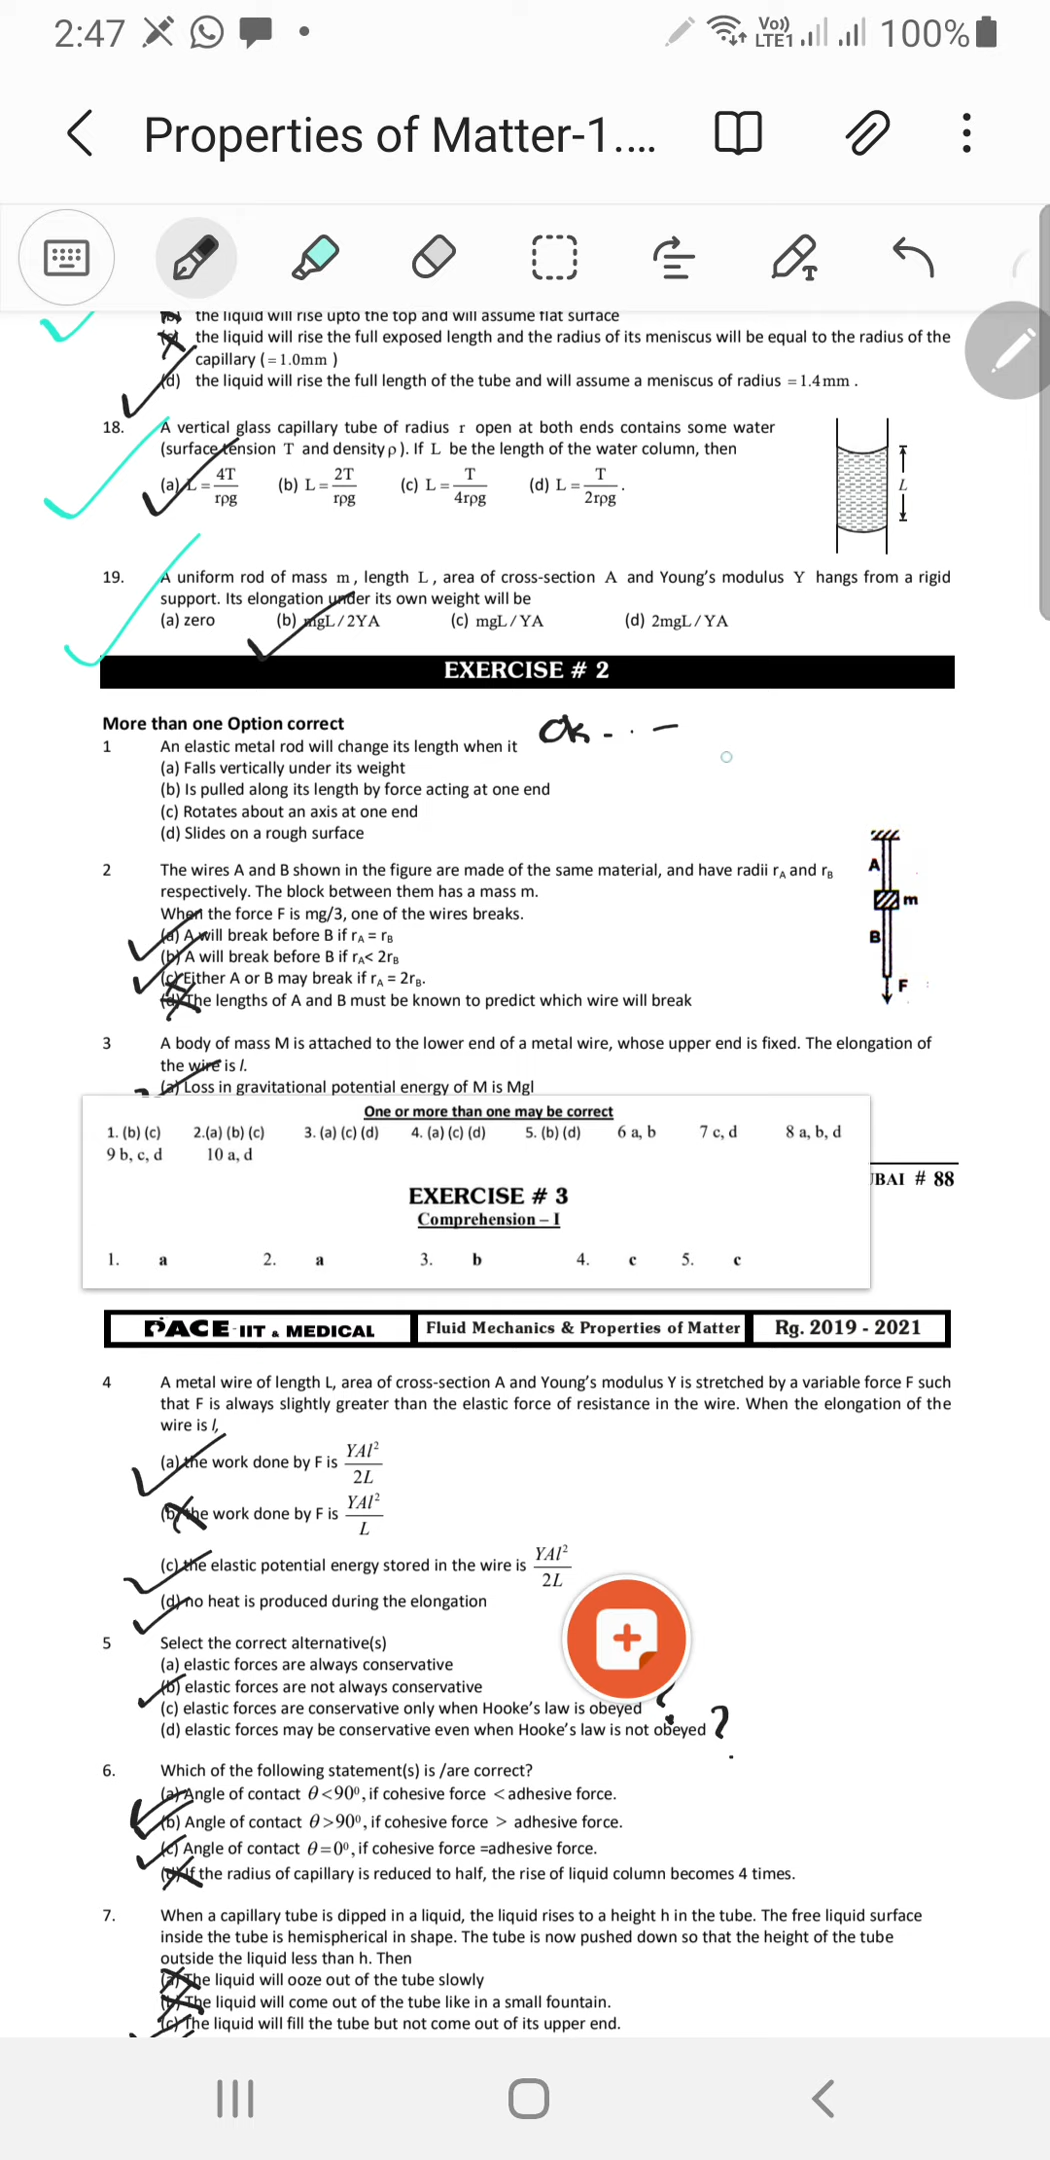 2:47
Vo))
LTE1
100%
Properties of Matter-1....
T
the liquid will rise upto the top and will assume flat surface
the liquid will rise the full exposed length and the radius of its meniscus will be equal to the radius of the
capillary (=1.0mm )
(d) the liquid will rise the full length of the tube and will assume a meniscus of radius =1.4mm .
18. A vertical glass capillary tube of radius r open at both ends contains some water
(surface tension T and density ρ). If L be the length of the water column, then
(a) L = 4T/rρg (b) L = 2T/rρg (c) L = T/4rρg (d) L = T/2rρg .
L
19. A uniform rod of mass m, length L, area of cross-section A and Young's modulus Y hangs from a rigid
support. Its elongation under its own weight will be
(a) zero (b) mgL/2YA (c) mgL/YA (d) 2mgL/YA
EXERCISE # 2
More than one Option correct
OK - . . -
1 An elastic metal rod will change its length when it
(a) Falls vertically under its weight
(b) Is pulled along its length by force acting at one end
(c) Rotates about an axis at one end
(d) Slides on a rough surface
2 The wires A and B shown in the figure are made of the same material, and have radii rA and rB
respectively. The block between them has a mass m.
When the force F is mg/3, one of the wires breaks.
(a) A will break before B if rA = rB
(b) A will break before B if rA< 2rB
(c) Either A or B may break if rA = 2rB.
(d) The lengths of A and B must be known to predict which wire will break
A
m
B
F
3 A body of mass M is attached to the lower end of a metal wire, whose upper end is fixed. The elongation of
the wire is l.
(a) Loss in gravitational potential energy of M is Mgl
One or more than one may be correct
1. (b) (c) 2.(a) (b) (c) 3. (a) (c) (d) 4. (a) (c) (d) 5. (b) (d) 6 a, b 7 c, d 8 a, b, d
9 b, c, d 10 a, d
BAI # 88
EXERCISE # 3
Comprehension – I
1. a 2. a 3. b 4. c 5. c
PACE IIT & MEDICAL Fluid Mechanics & Properties of Matter Rg. 2019 - 2021
4 A metal wire of length L, area of cross-section A and Young's modulus Y is stretched by a variable force F such
that F is always slightly greater than the elastic force of resistance in the wire. When the elongation of the
wire is l,
(a) the work done by F is YAl²/2L
(b) the work done by F is YAl²/L
(c) the elastic potential energy stored in the wire is YAl²/2L
(d) no heat is produced during the elongation
5 Select the correct alternative(s)
(a) elastic forces are always conservative
(b) elastic forces are not always conservative
(c) elastic forces are conservative only when Hooke's law is obeyed
(d) elastic forces may be conservative even when Hooke's law is not obeyed ?
6. Which of the following statement(s) is /are correct?
(a) Angle of contact θ<90⁰, if cohesive force < adhesive force.
(b) Angle of contact θ>90⁰, if cohesive force > adhesive force.
(c) Angle of contact θ=0⁰, if cohesive force =adhesive force.
(d) If the radius of capillary is reduced to half, the rise of liquid column becomes 4 times.
7. When a capillary tube is dipped in a liquid, the liquid rises to a height h in the tube. The free liquid surface
inside the tube is hemispherical in shape. The tube is now pushed down so that the height of the tube
outside the liquid less than h. Then
(a) The liquid will ooze out of the tube slowly
(b) The liquid will come out of the tube like in a small fountain.
(c) The liquid will fill the tube but not come out of its upper end.